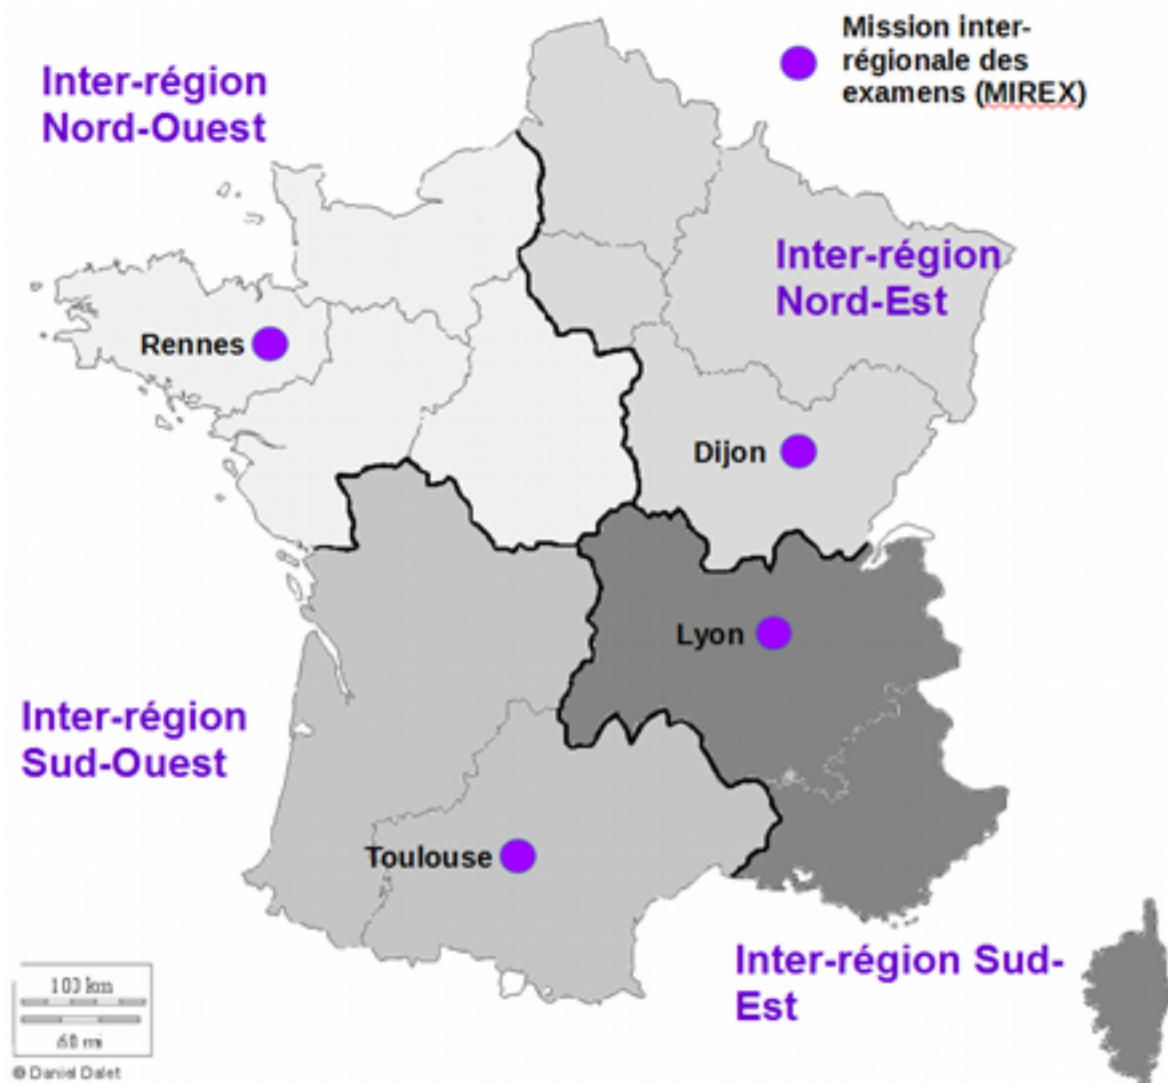 Mission inter-
régionale des
examens (MIREX)
Inter-région
Nord-Ouest
Inter-région
Nord-Est
Rennes
Dijon
Lyon
Inter-région
Sud-Ouest
Toulouse
Inter-région Sud-
Est
100 km
60 mi
© Daniel Dalet